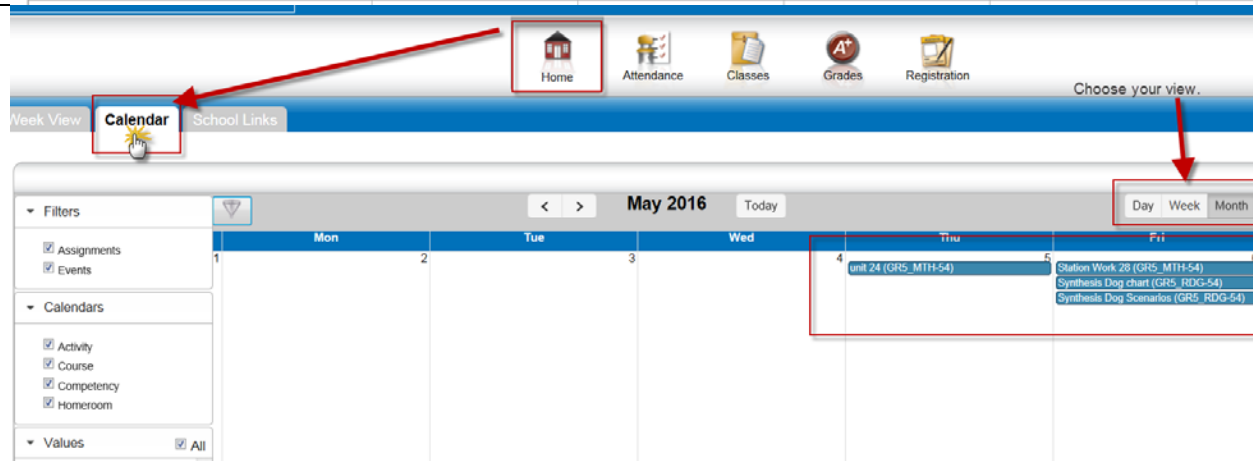 Home Attendance Classes Grades Registration
Choose your view.
Week View Calendar School Links
Filters
Assignments
Events
Calendars
Activity
Course
Competency
Homeroom
Values All
< > May 2016 Today Day Week Month
Mon Tue Wed Thu Fri
1 2 3 4 5
unit 24 (GR5_MTH-54) Station Work 28 (GR5_MTH-54)
Synthesis Dog chart (GR5_RDG-54)
Synthesis Dog Scenarios (GR5_RDG-54)